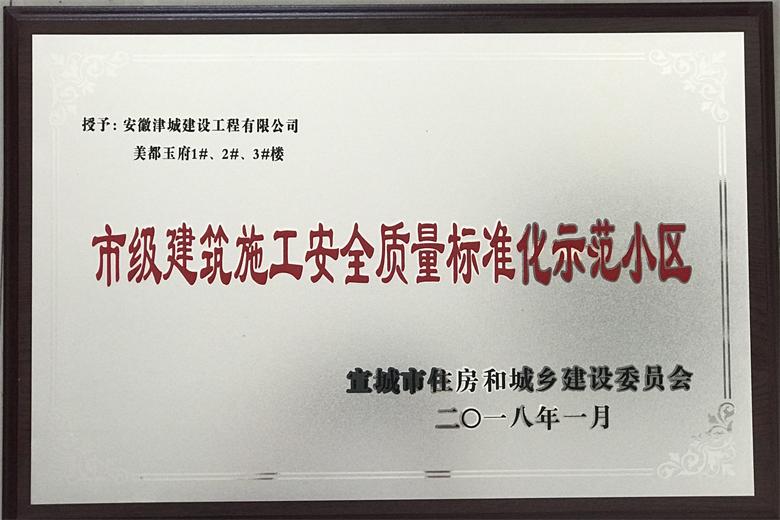 授予：安徽津城建设工程有限公司
美都玉府1#、2#、3#楼
市级建筑施工安全质量标准化示范小区
宣城市住房和城乡建设委员会
二〇一八年一月